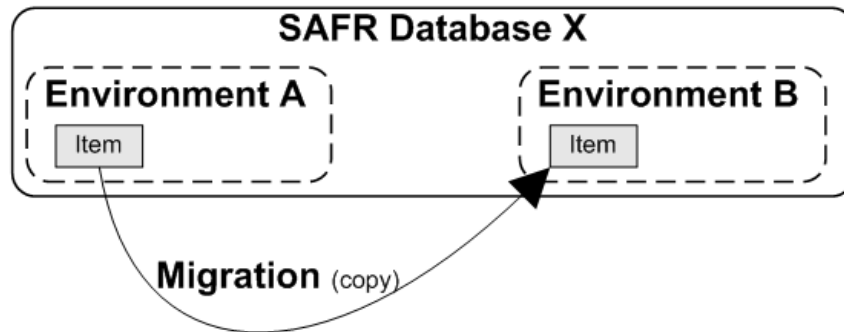 SAFR Database X
Environment A
Environment B
Item
Item
Migration (copy)